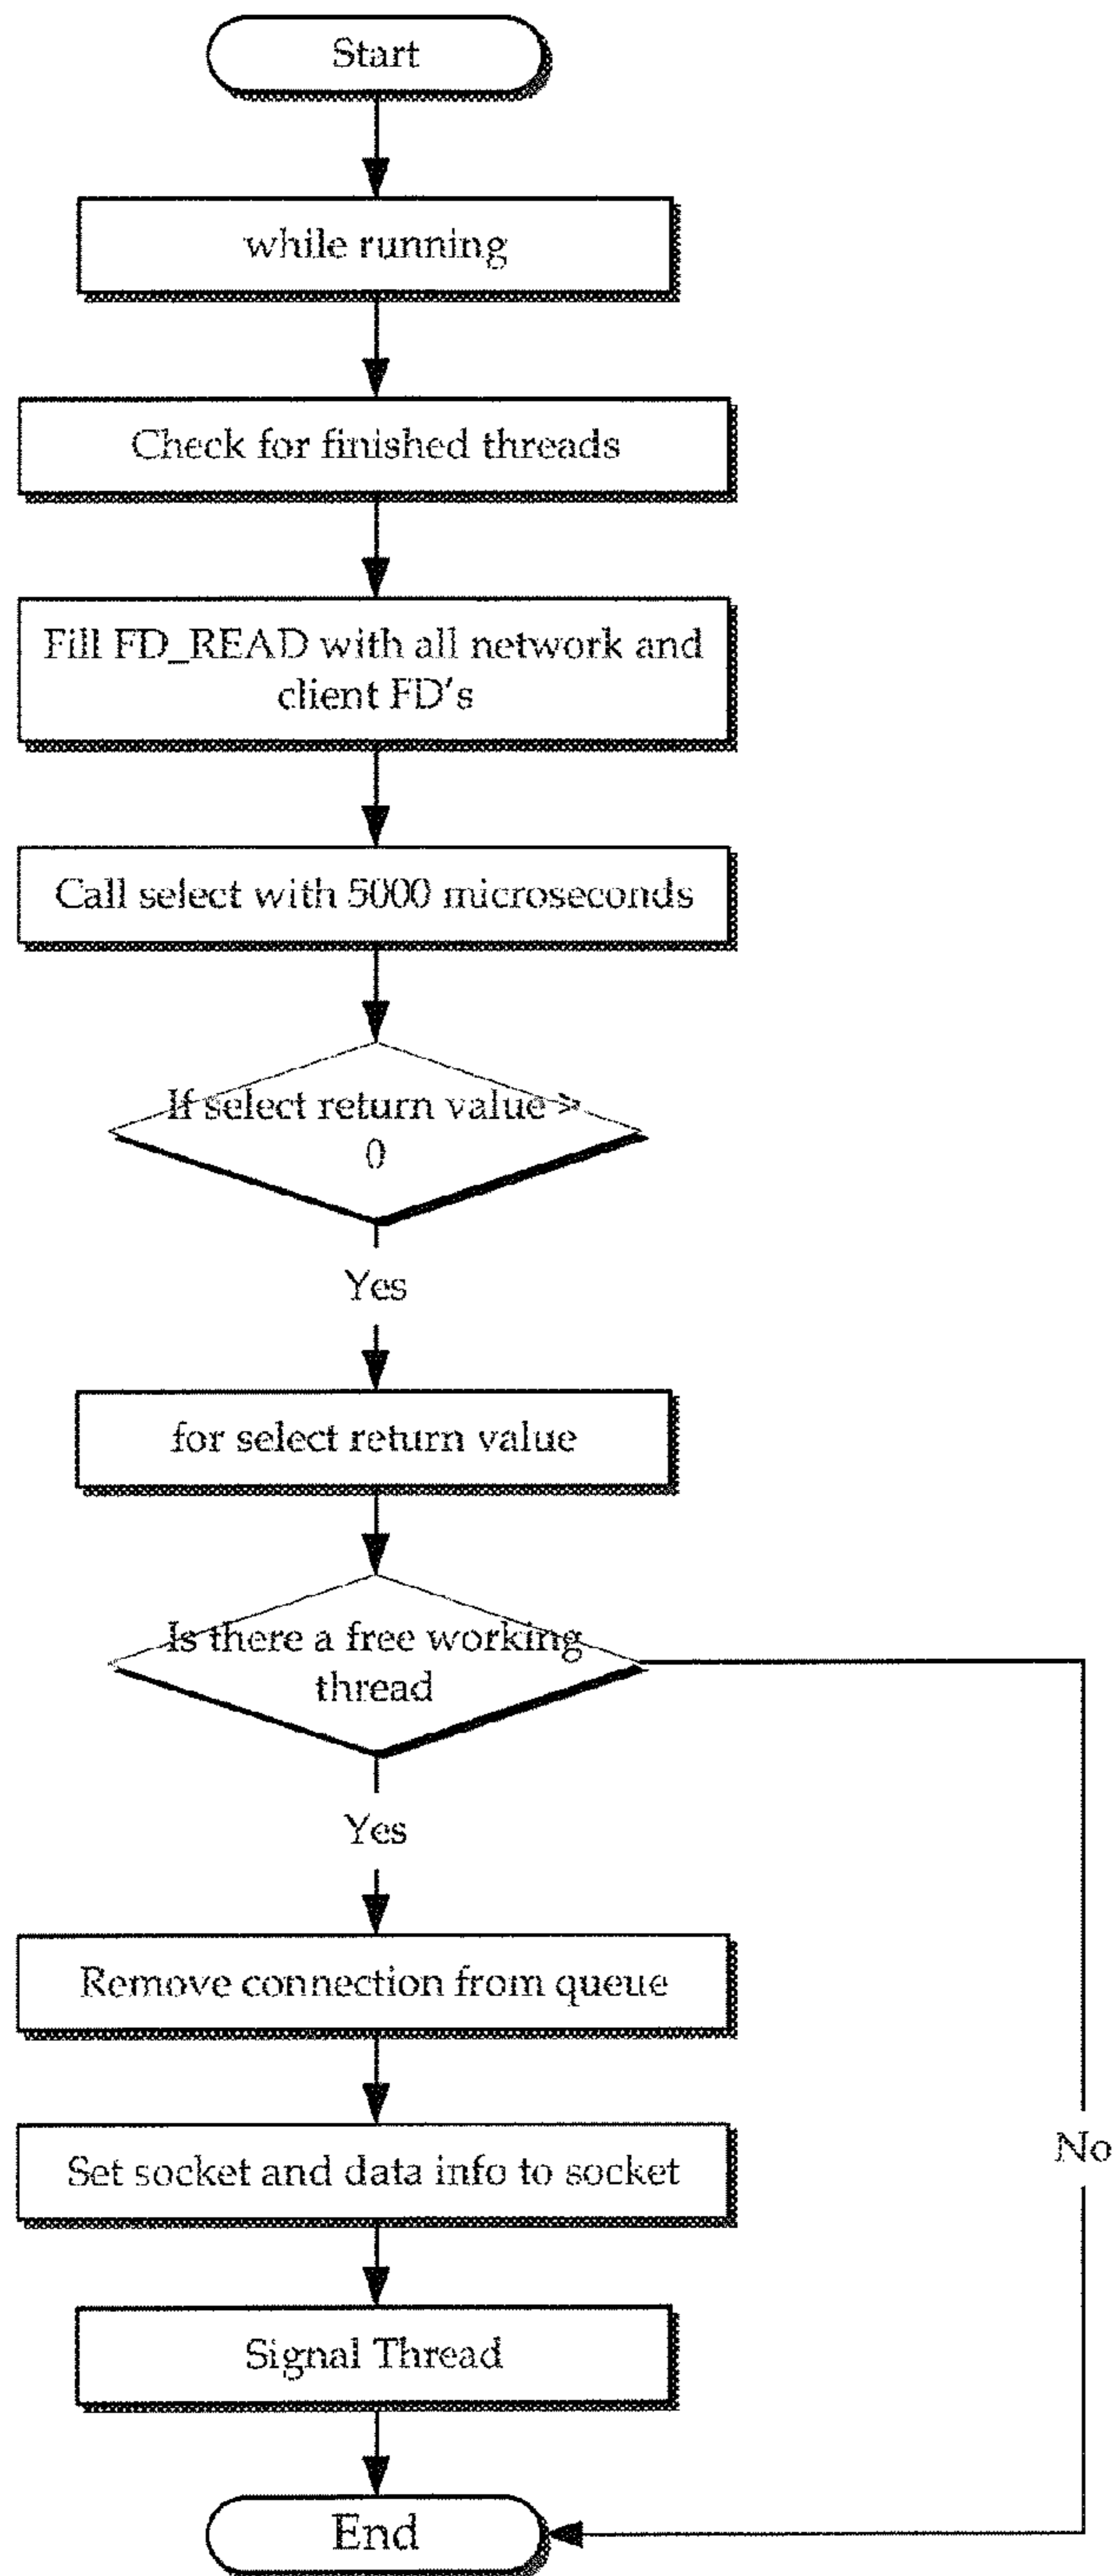 Start
while running
Check for finished threads
Fill FD_READ with all network and
client FD's
Call select with 5000 microseconds
If select return value >
0
Yes
for select return value
Is there a free working
thread
Yes
Remove connection from queue
Set socket and data info to socket
No
Signal Thread
End